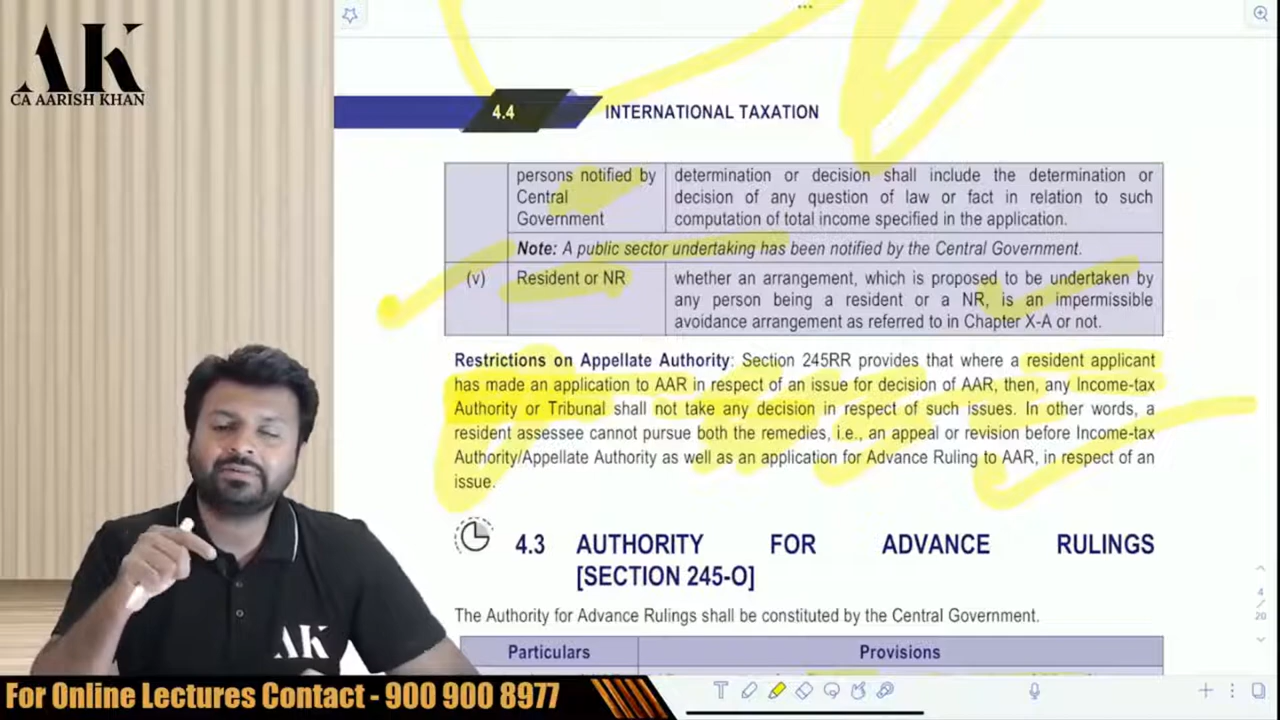 AK
CA AARISH KHAN
4.4 INTERNATIONAL TAXATION
persons notified by Central Government
determination or decision shall include the determination or
decision of any question of law or fact in relation to such
computation of total income specified in the application.
Note: A public sector undertaking has been notified by the Central Government.
(v) Resident or NR
whether an arrangement, which is proposed to be undertaken by
any person being a resident or a NR, is an impermissible
avoidance arrangement as referred to in Chapter X-A or not.
Restrictions on Appellate Authority: Section 245RR provides that where a resident applicant
has made an application to AAR in respect of an issue for decision of AAR, then, any Income-tax
Authority or Tribunal shall not take any decision in respect of such issues. In other words, a
resident assessee cannot pursue both the remedies, i.e., an appeal or revision before Income-tax
Authority/Appellate Authority as well as an application for Advance Ruling to AAR, in respect of an
issue.
4.3 AUTHORITY FOR ADVANCE RULINGS
[SECTION 245-O]
The Authority for Advance Rulings shall be constituted by the Central Government.
Particulars Provisions
4
/
20
AK
For Online Lectures Contact - 900 900 8977